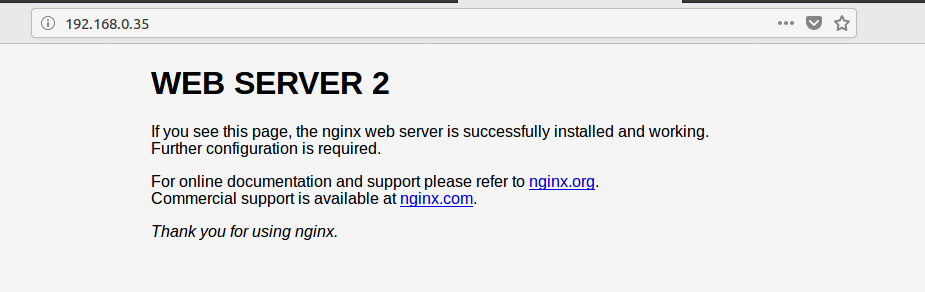 192.168.0.35
WEB SERVER 2
If you see this page, the nginx web server is successfully installed and working.
Further configuration is required.
For online documentation and support please refer to nginx.org.
Commercial support is available at nginx.com.
Thank you for using nginx.